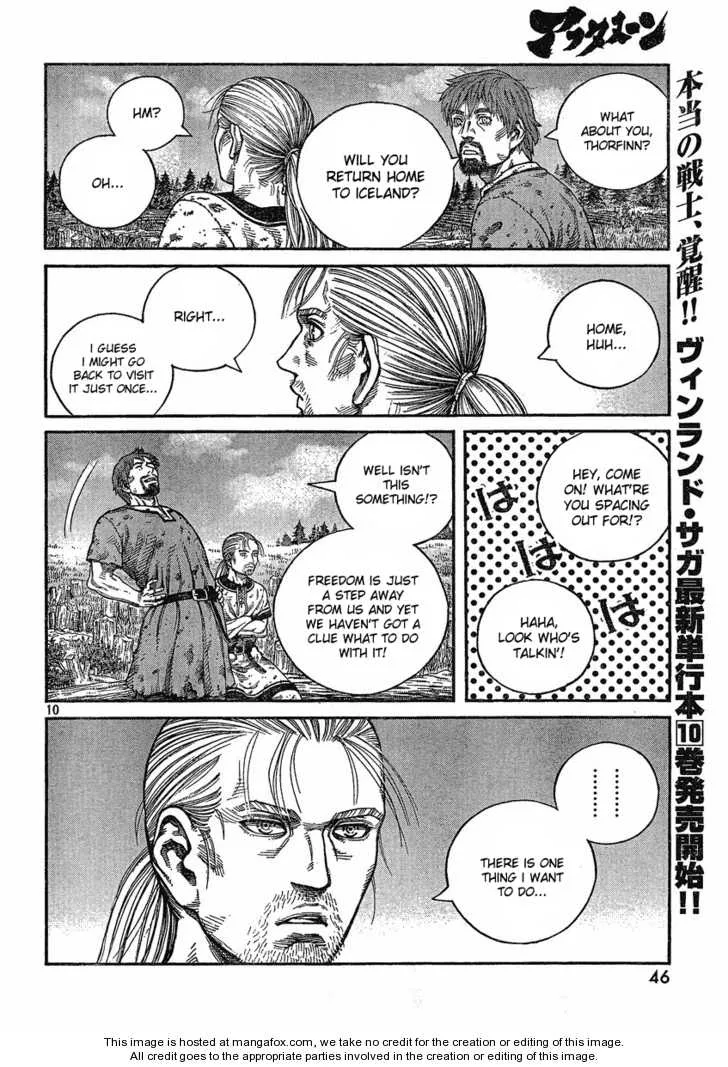 アフタヌーン
本当の戦士、覚醒!! ヴィンランド・サガ最新単行本10巻発売開始!!
WHAT
ABOUT YOU,
THORFINN?
WILL YOU
RETURN HOME
TO ICELAND?
HM?
OH...
HOME,
HUH...
RIGHT...
I GUESS
I MIGHT GO
BACK TO VISIT
IT JUST ONCE...
HEY, COME
ON! WHAT'RE
YOU SPACING
OUT FOR!?
は
は
は
HAHA,
LOOK WHO'S
TALKIN'!
WELL ISN'T
THIS
SOMETHING!?
FREEDOM IS JUST
A STEP AWAY
FROM US AND YET
WE HAVEN'T GOT A
CLUE WHAT TO DO
WITH IT!
10
………
………
THERE IS ONE
THING I WANT
TO DO...
46
This image is hosted at mangafox.com, we take no credit for the creation or editing of this image.
All credit goes to the appropriate parties involved in the creation or editing of this image.